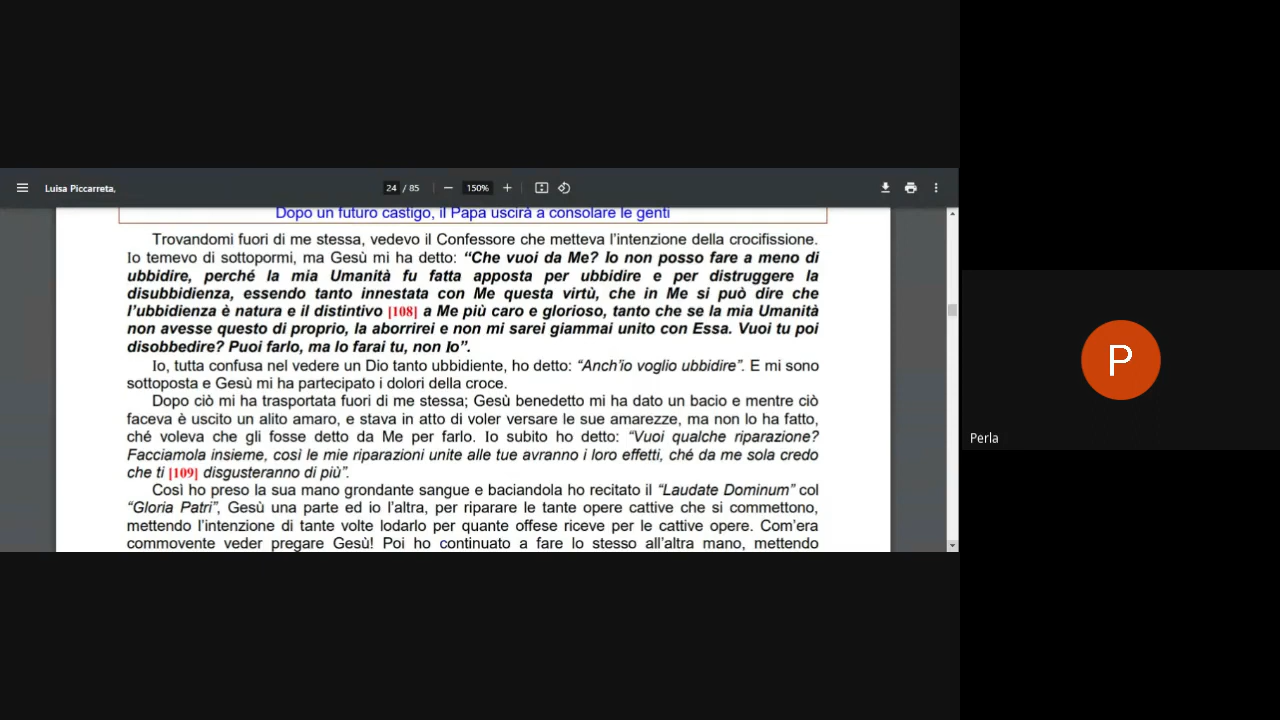 Luisa Piccarreta,
24 / 85
150%
Dopo un futuro castigo, il Papa uscirà a consolare le genti
Trovandomi fuori di me stessa, vedevo il Confessore che metteva l’intenzione della crocifissione.
Io temevo di sottopormi, ma Gesù mi ha detto: “Che vuoi da Me? Io non posso fare a meno di
ubbidire, perché la mia Umanità fu fatta apposta per ubbidire e per distruggere la
disubbidienza, essendo tanto innestata con Me questa virtù, che in Me si può dire che
l’ubbidienza è natura e il distintivo [108] a Me più caro e glorioso, tanto che se la mia Umanità
non avesse questo di proprio, la aborrirei e non mi sarei giammai unito con Essa. Vuoi tu poi
disobbedire? Puoi farlo, ma lo farai tu, non Io”.
Io, tutta confusa nel vedere un Dio tanto ubbidiente, ho detto: “Anch’io voglio ubbidire”. E mi sono
sottoposta e Gesù mi ha partecipato i dolori della croce.
Dopo ciò mi ha trasportata fuori di me stessa; Gesù benedetto mi ha dato un bacio e mentre ciò
faceva è uscito un alito amaro, e stava in atto di voler versare le sue amarezze, ma non lo ha fatto,
ché voleva che gli fosse detto da Me per farlo. Io subito ho detto: “Vuoi qualche riparazione?
Facciamola insieme, così le mie riparazioni unite alle tue avranno i loro effetti, ché da me sola credo
che ti [109] disgusteranno di più”.
Così ho preso la sua mano grondante sangue e baciandola ho recitato il “Laudate Dominum” col
“Gloria Patri”, Gesù una parte ed io l’altra, per riparare le tante opere cattive che si commettono,
mettendo l’intenzione di tante volte lodarlo per quante offese riceve per le cattive opere. Com’era
commovente veder pregare Gesù! Poi ho continuato a fare lo stesso all’altra mano, mettendo
P
Perla